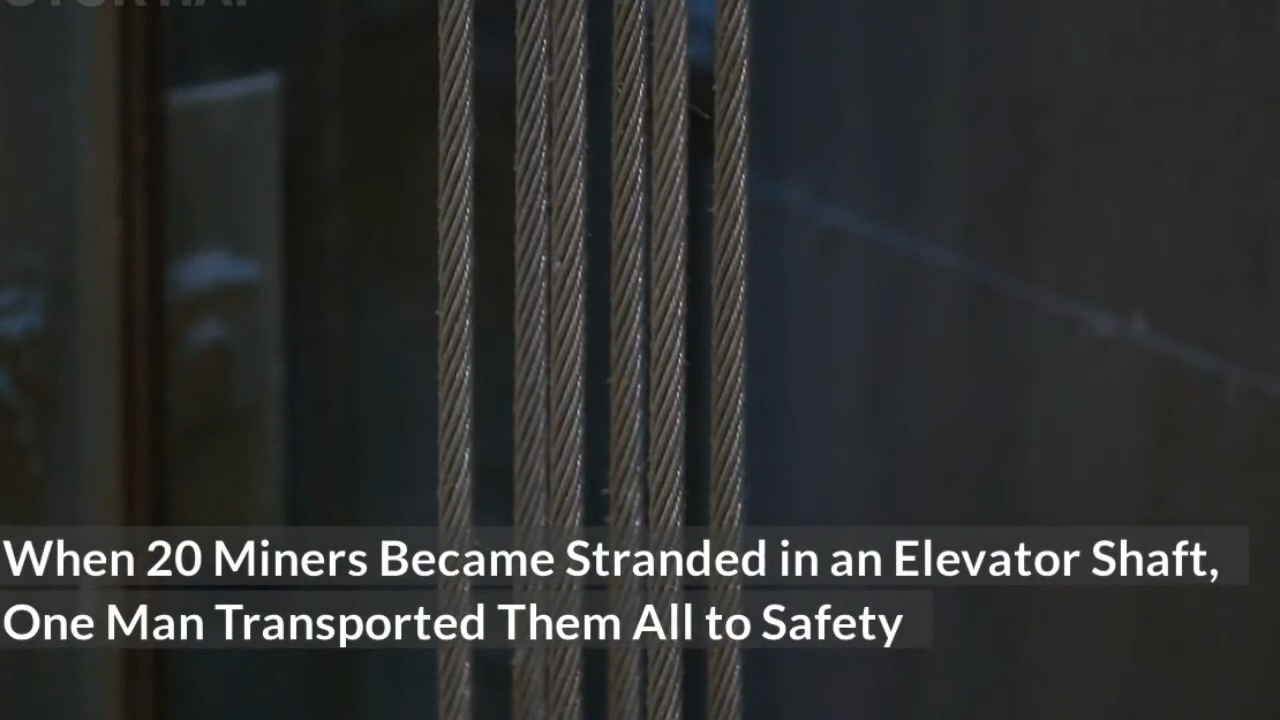 When 20 Miners Became Stranded in an Elevator Shaft,
One Man Transported Them All to Safety